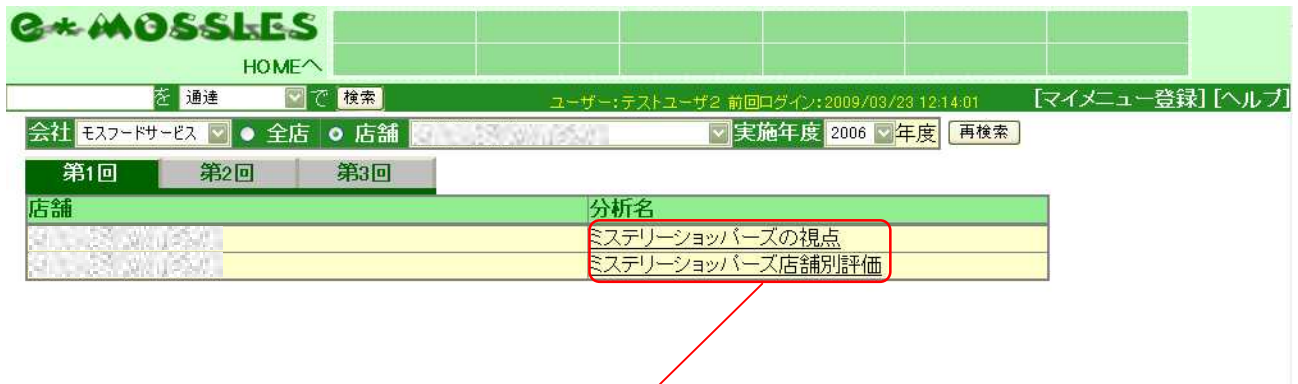 e*MOSSLES
HOMEへ
を 通達 で 検索 ユーザー:テストユーザ2 前回ログイン:2009/03/23 12:14:01 [マイメニュー登録] [ヘルプ]
会社 モスフードサービス 全店 店舗 実施年度 2006 年度 再検索
第1回 第2回 第3回
店舗 分析名
ミステリーショッパーズの視点
ミステリーショッパーズ店舗別評価